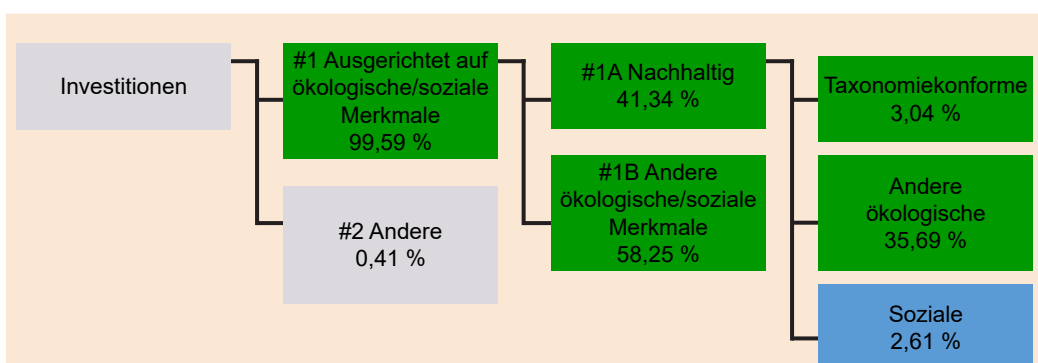 Investitionen
#1 Ausgerichtet auf
ökologische/soziale
Merkmale
99,59 %
#2 Andere
0,41 %
#1A Nachhaltig
41,34 %
#1B Andere
ökologische/soziale
Merkmale
58,25 %
Taxonomiekonforme
3,04 %
Andere
ökologische
35,69 %
Soziale
2,61 %